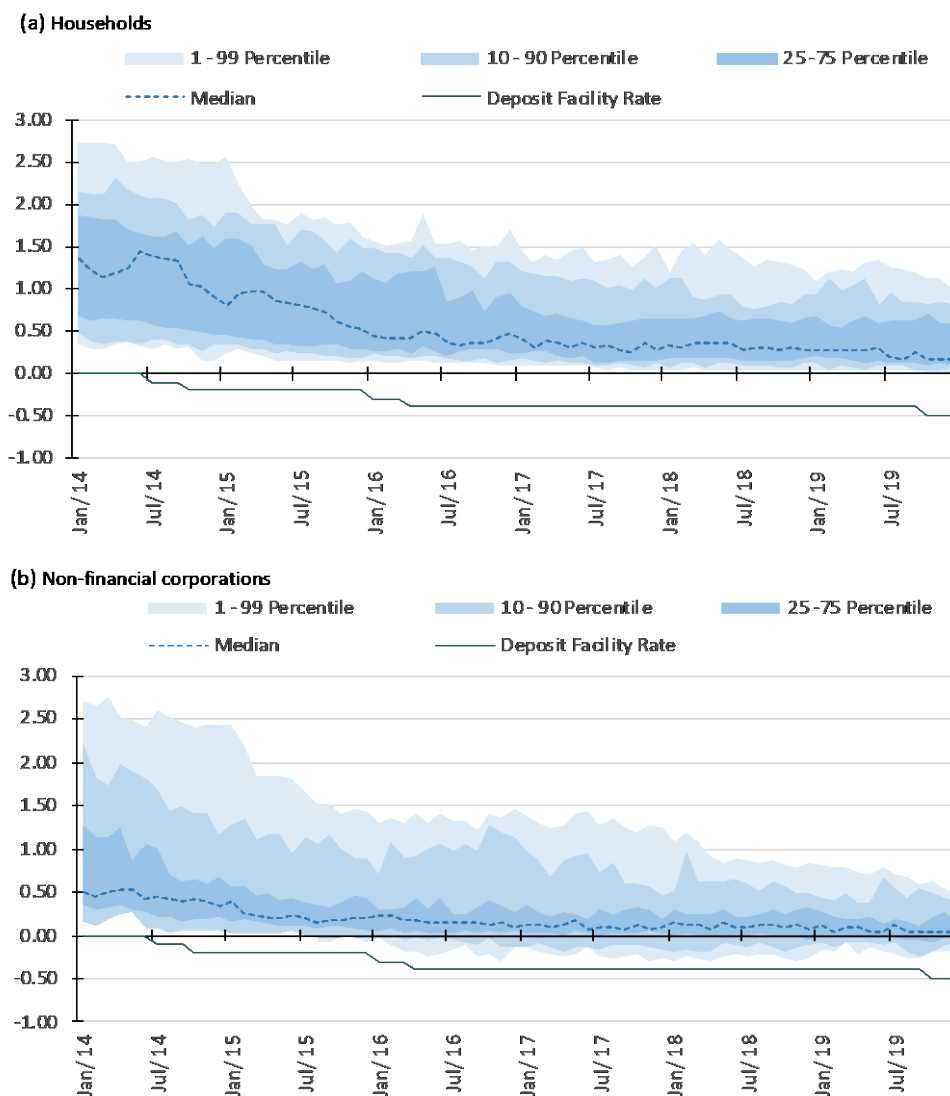 (a) Households
1 - 99 Percentile 10 - 90 Percentile 25 - 75 Percentile
Median Deposit Facility Rate
3.00
2.50
2.00
1.50
1.00
0.50
0.00
-0.50
-1.00
Jan/14 Jul/14 Jan/15 Jul/15 Jan/16 Jul/16 Jan/17 Jul/17 Jan/18 Jul/18 Jan/19 Jul/19
(b) Non-financial corporations
1 - 99 Percentile 10 - 90 Percentile 25 - 75 Percentile
Median Deposit Facility Rate
3.00
2.50
2.00
1.50
1.00
0.50
0.00
-0.50
-1.00
Jan/14 Jul/14 Jan/15 Jul/15 Jan/16 Jul/16 Jan/17 Jul/17 Jan/18 Jul/18 Jan/19 Jul/19